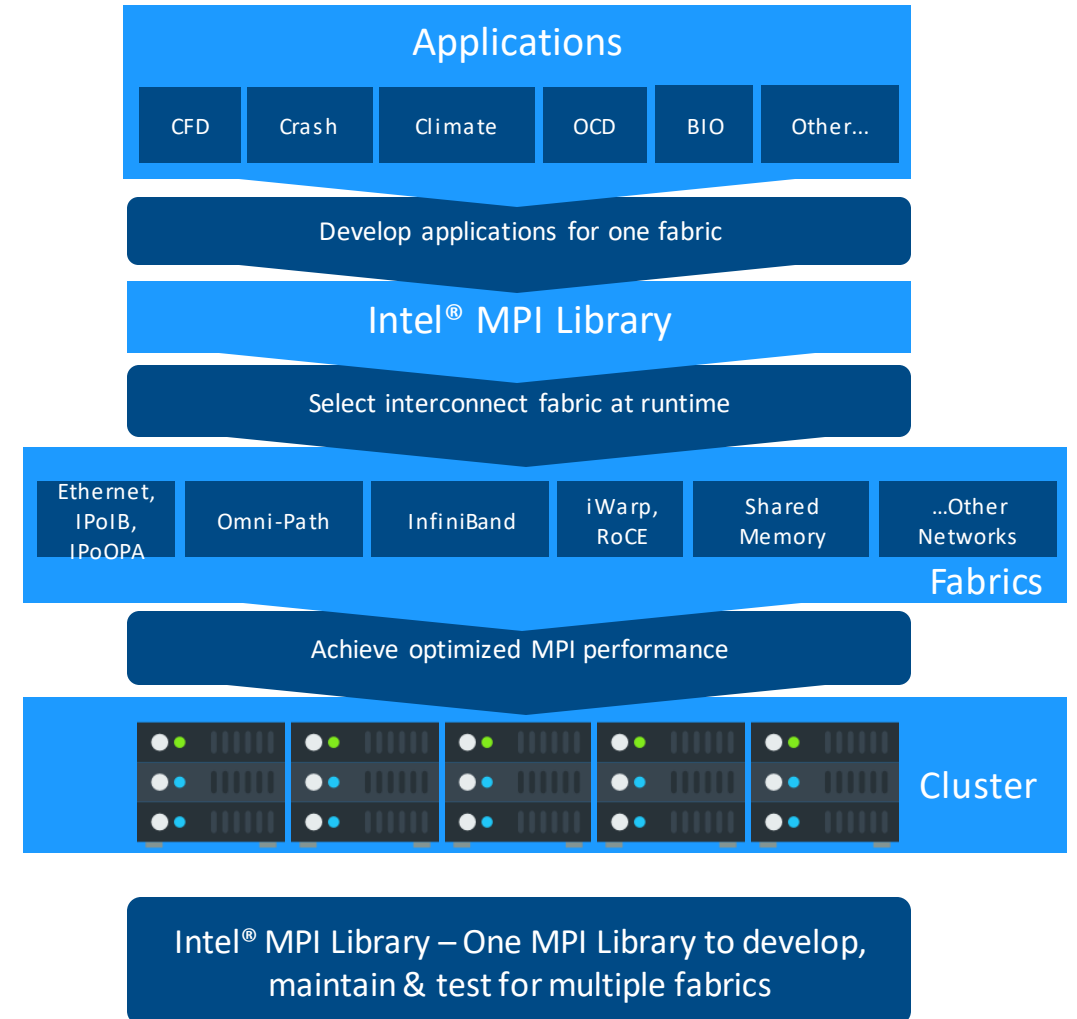 Applications
CFD
Crash
Climate
OCD
BIO
Other...
Develop applications for one fabric
Intel® MPI Library
Select interconnect fabric at runtime
Ethernet,
IPoIB,
IPoOPA
Omni-Path
InfiniBand
iWarp,
RoCE
Shared
Memory
...Other
Networks
Fabrics
Achieve optimized MPI performance
Cluster
Intel® MPI Library – One MPI Library to develop,
maintain & test for multiple fabrics